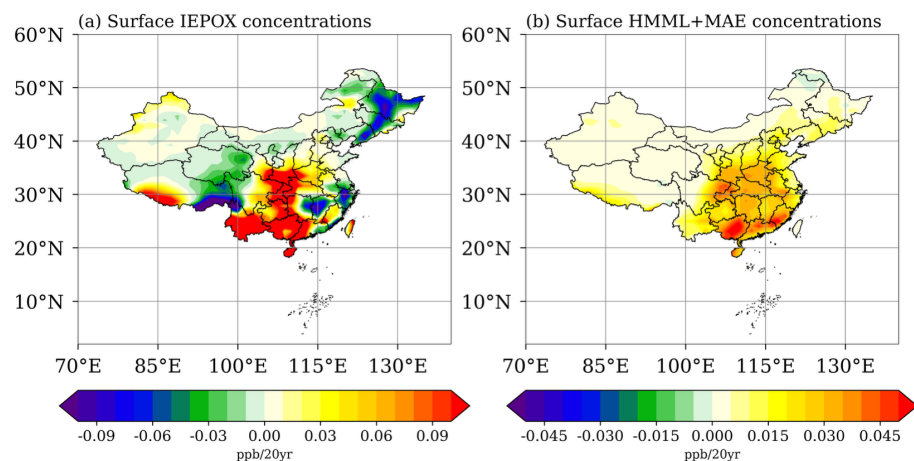 (a) Surface IEPOX concentrations
60°N
50°N
40°N
30°N
20°N
10°N
70°E 85°E 100°E 115°E 130°E
-0.09 -0.06 -0.03 0.00 0.03 0.06 0.09
ppb/20yr
(b) Surface HMML+MAE concentrations
60°N
50°N
40°N
30°N
20°N
10°N
70°E 85°E 100°E 115°E 130°E
-0.045 -0.030 -0.015 0.000 0.015 0.030 0.045
ppb/20yr